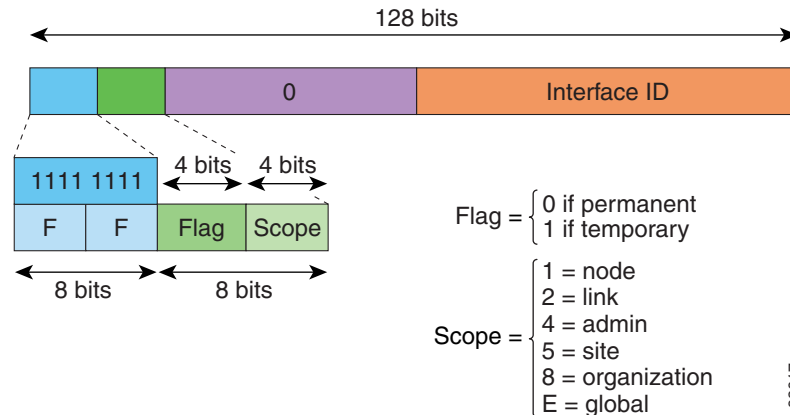 128 bits
0 Interface ID
1111 1111
4 bits 4 bits
F F Flag Scope
8 bits 8 bits
Flag =
0 if permanent
1 if temporary
Scope =
1 = node
2 = link
4 = admin
5 = site
8 = organization
E = global